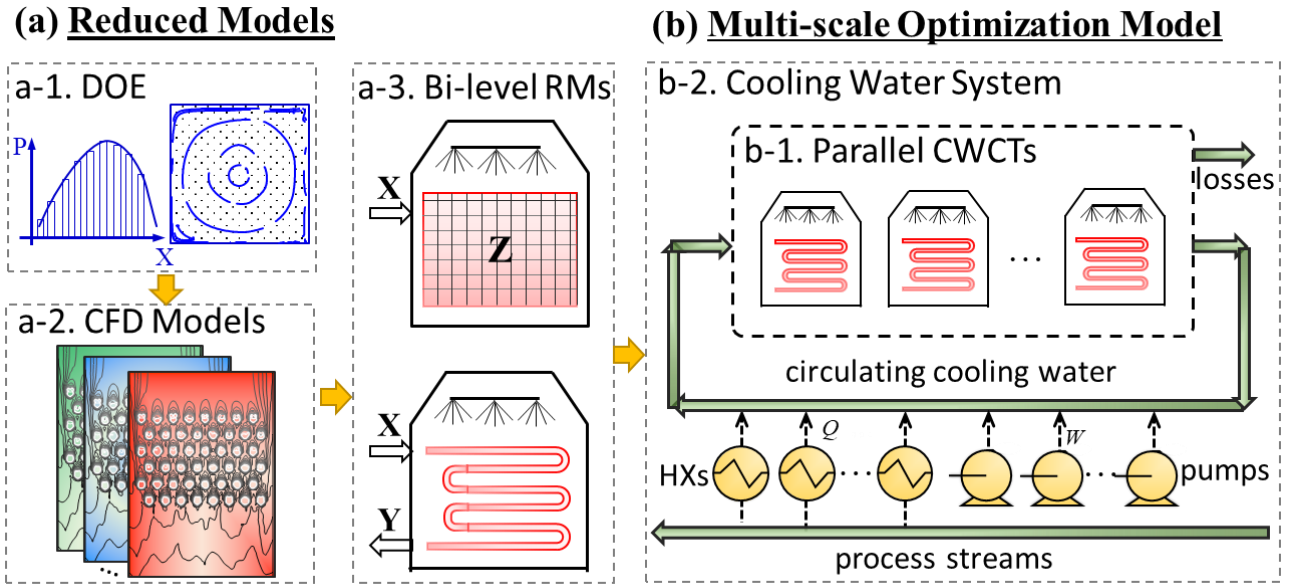 (a) Reduced Models
a-1. DOE
P
X
a-2. CFD Models
...
a-3. Bi-level RMs
X
Z
X
Y
(b) Multi-scale Optimization Model
b-2. Cooling Water System
b-1. Parallel CWCTs
...
losses
circulating cooling water
Q
W
HXs
...
...
pumps
process streams